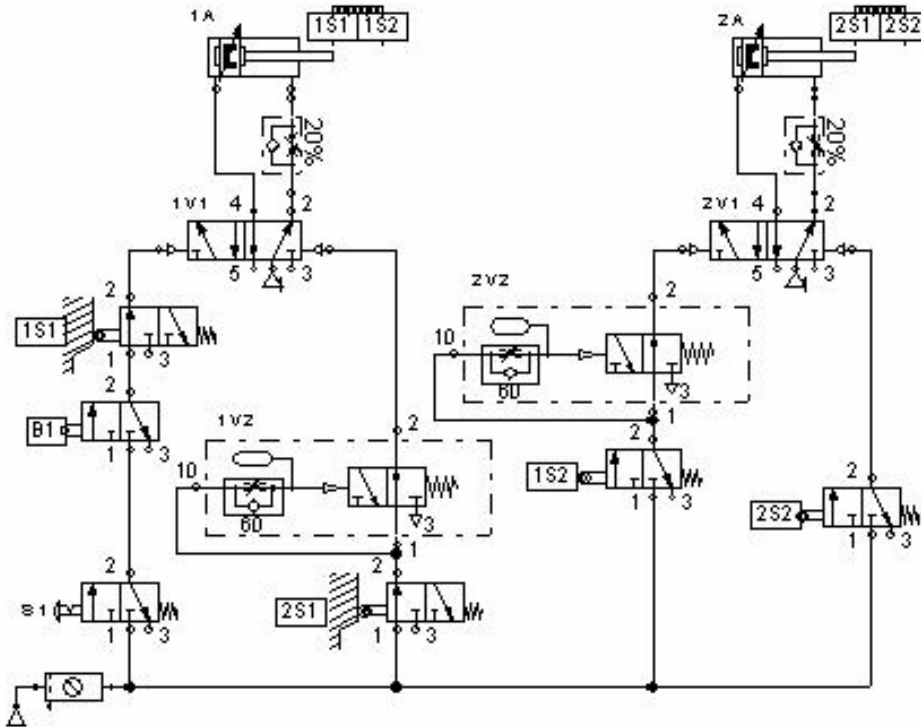 1A 1S1 1S2 2A 2S1 2S2
20% 20%
1V1 4 2 2V1 4 2
5 3 5 3
2 2V2 2
1S1 10
1 3 60 3
2 1
B1 1V2 2 2
1 3 10 1S2 2
60 3 1 3 2S2
1 1 3
2 2
S1 2S1
1 3 1 3